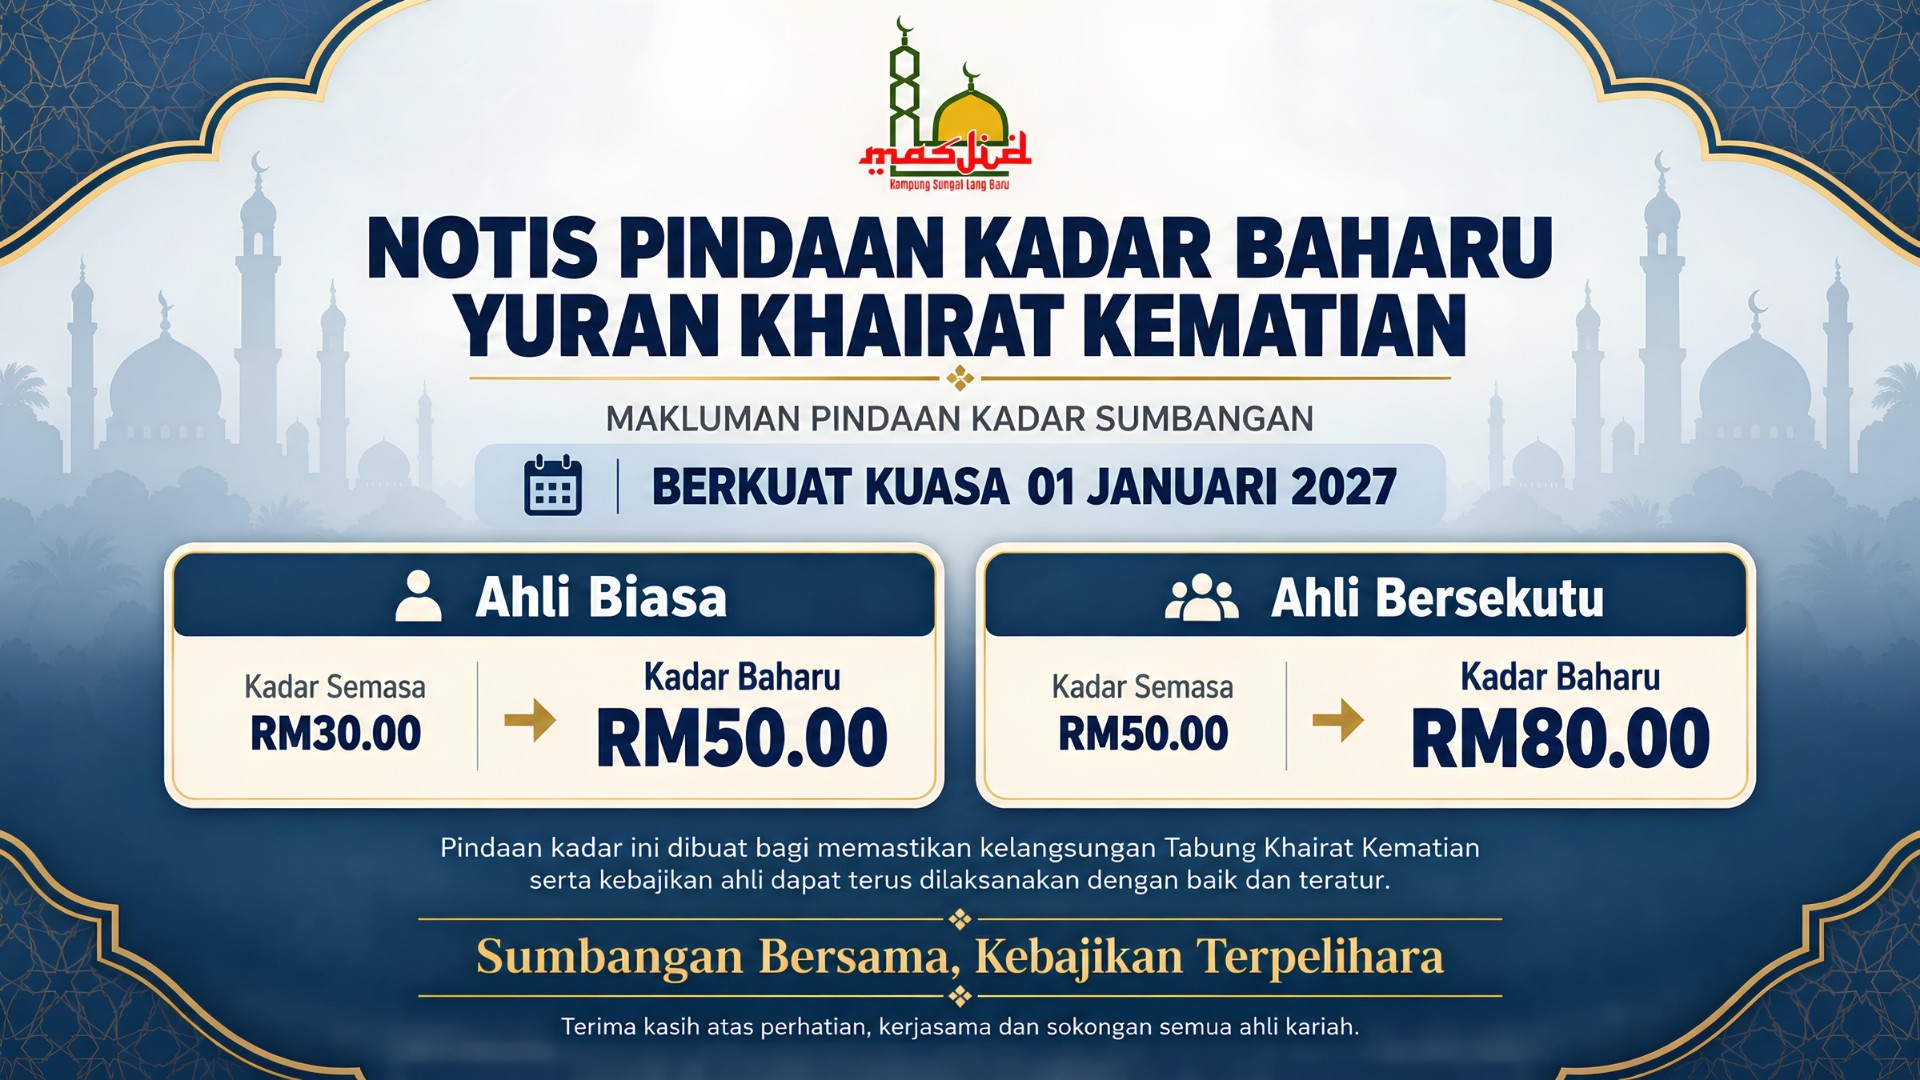 masjid
Kampung Sungai Lang Baru
NOTIS PINDAAN KADAR BAHARU
YURAN KHAIRAT KEMATIAN
MAKLUMAN PINDAAN KADAR SUMBANGAN
BERKUAT KUASA 01 JANUARI 2027
Ahli Biasa
Kadar Semasa
RM30.00
Kadar Baharu
RM50.00
Ahli Bersekutu
Kadar Semasa
RM50.00
Kadar Baharu
RM80.00
Pindaan kadar ini dibuat bagi memastikan kelangsungan Tabung Khairat Kematian
serta kebajikan ahli dapat terus dilaksanakan dengan baik dan teratur.
Sumbangan Bersama, Kebajikan Terpelihara
Terima kasih atas perhatian, kerjasama dan sokongan semua ahli kariah.